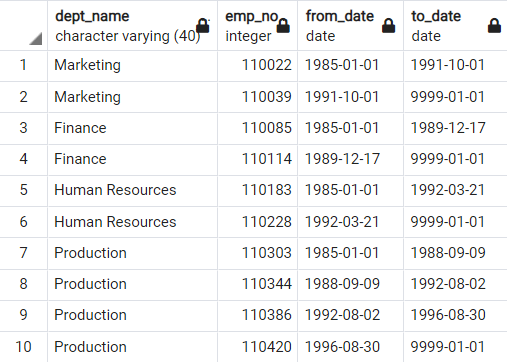 dept_name emp_no from_date to_date
character varying (40) integer date date
1 Marketing 110022 1985-01-01 1991-10-01
2 Marketing 110039 1991-10-01 9999-01-01
3 Finance 110085 1985-01-01 1989-12-17
4 Finance 110114 1989-12-17 9999-01-01
5 Human Resources 110183 1985-01-01 1992-03-21
6 Human Resources 110228 1992-03-21 9999-01-01
7 Production 110303 1985-01-01 1988-09-09
8 Production 110344 1988-09-09 1992-08-02
9 Production 110386 1992-08-02 1996-08-30
10 Production 110420 1996-08-30 9999-01-01